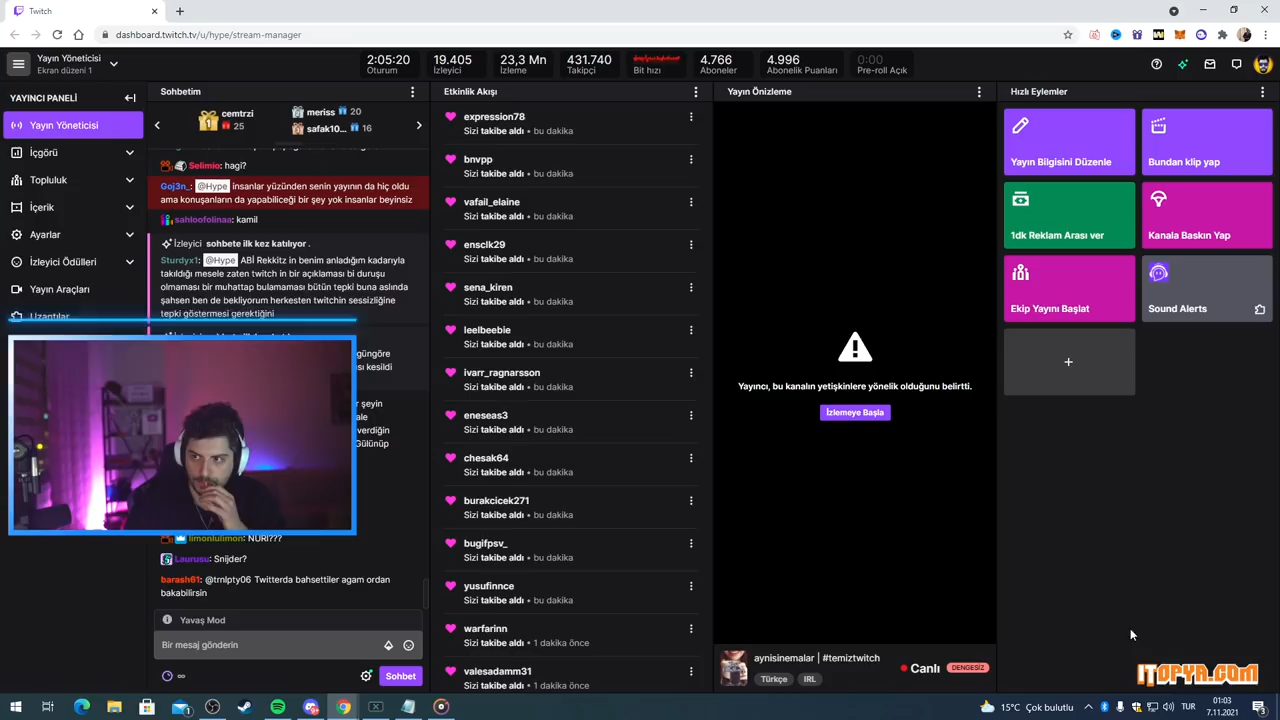 Twitch
dashboard.twitch.tv/u/hype/stream-manager
Yayın Yöneticisi
Ekran düzeni 1
2:05:20
Oturum
19.405
İzleyici
23,3 Mn
İzleme
431.740
Takipçi
Bit hızı
4.766
Aboneler
4.996
Abonelik Puanları
0:00
Pre-roll Açık
YAYINCI PANELİ
Yayın Yöneticisi
İçgörü
Topluluk
İçerik
Ayarlar
İzleyici Ödülleri
Yayın Araçları
Uzantılar
Sohbetim
1
cemtrzi
25
meriss 20
safak10... 16
Selimio: hagi?
Goj3n_: @Hype insanlar yüzünden senin yayının da hiç oldu
ama konuşanların da yapabiliceği bir şey yok insanlar beyinsiz
sahloofolinaa: kamil
İzleyici sohbete ilk kez katılıyor .
Sturdyx1: @Hype ABİ Rekkitz in benim anladığım kadarıyla
takıldığı mesele zaten twitch in bir açıklaması bi duruşu
olmaması bir muhattap bulamaması bütün tepki buna aslında
şahsen ben de bekliyorum herkesten twitchin sessizliğine
tepki göstermesi gerektiğini
güngöre
sı kesildi
r şeyin
ale
verdiğin
Gülünüp
limonlulimon: NURİ???
Laurusu: Snijder?
barash61: @trnlpty06 Twitterda bahsettiler agam ordan
bakabilirsin
Yavaş Mod
Bir mesaj gönderin
∞
Sohbet
Etkinlik Akışı
expression78
Sizi takibe aldı • bu dakika
bnvpp
Sizi takibe aldı • bu dakika
vafail_elaine
Sizi takibe aldı • bu dakika
ensclk29
Sizi takibe aldı • bu dakika
sena_kiren
Sizi takibe aldı • bu dakika
leelbeebie
Sizi takibe aldı • bu dakika
ivarr_ragnarsson
Sizi takibe aldı • bu dakika
eneseas3
Sizi takibe aldı • bu dakika
chesak64
Sizi takibe aldı • bu dakika
burakcicek271
Sizi takibe aldı • bu dakika
bugifpsv_
Sizi takibe aldı • bu dakika
yusufinnce
Sizi takibe aldı • bu dakika
warfarinn
Sizi takibe aldı • 1 dakika önce
valesadamm31
Sizi takibe aldı • 1 dakika önce
Yayın Önizleme
Yayıncı, bu kanalın yetişkinlere yönelik olduğunu belirtti.
İzlemeye Başla
aynisinemalar | #temiztwitch
Türkçe IRL
Canlı
DENGESİZ
Hızlı Eylemler
Yayın Bilgisini Düzenle
Bundan klip yap
1dk Reklam Arası ver
Kanala Baskın Yap
Ekip Yayını Başlat
Sound Alerts
+
ITOPYA.COM
15°C Çok bulutlu
TUR
01:03
7.11.2021